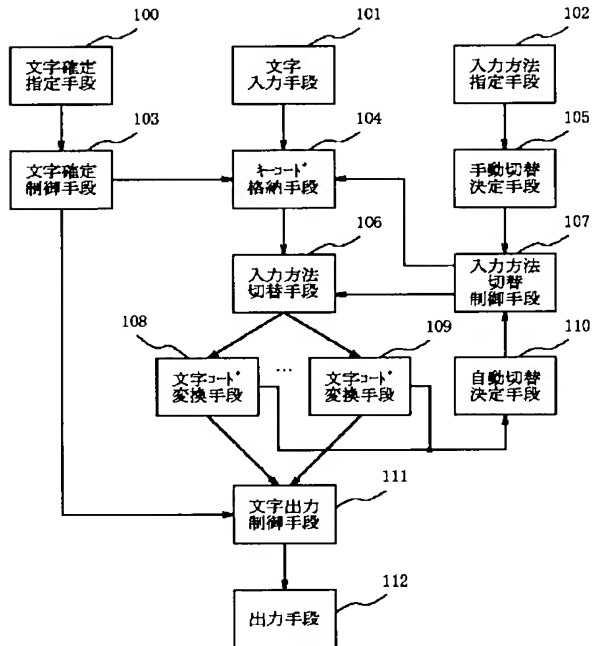 100
101
102
文字確定
指定手段
文字
入力手段
入力方法
指定手段
103
104
105
文字確定
制御手段
キーコード
格納手段
手動切替
決定手段
106
107
入力方法
切替手段
入力方法
切替
制御手段
108
109
110
文字コード
変換手段
…
文字コード
変換手段
自動切替
決定手段
111
文字出力
制御手段
112
出力手段